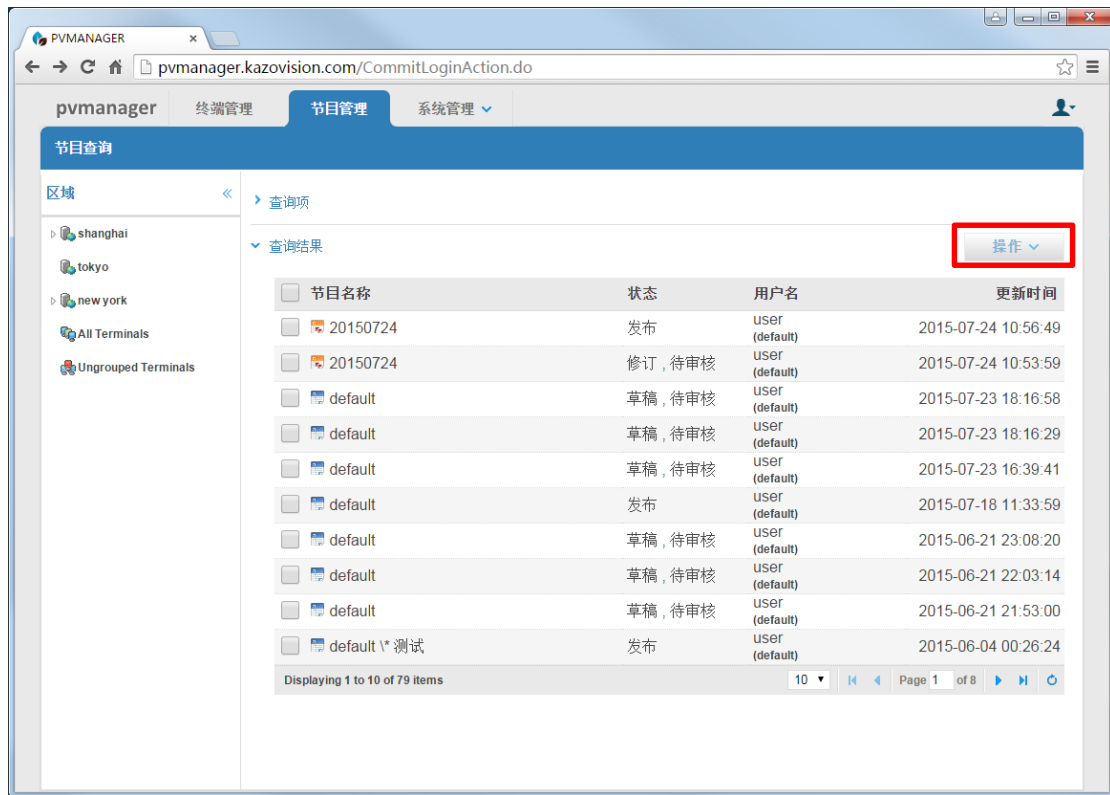 PVMANAGER
pvmanager.kazovision.com/CommitLoginAction.do
pvmanager 终端管理 节目管理 系统管理
节目查询
区域
查询项
shanghai
查询结果 操作
tokyo
new york
All Terminals
Ungrouped Terminals
节目名称 状态 用户名 更新时间
20150724 发布 user (default) 2015-07-24 10:56:49
20150724 修订 , 待审核 user (default) 2015-07-24 10:53:59
default 草稿 , 待审核 user (default) 2015-07-23 18:16:58
default 草稿 , 待审核 user (default) 2015-07-23 18:16:29
default 草稿 , 待审核 user (default) 2015-07-23 16:39:41
default 发布 user (default) 2015-07-18 11:33:59
default 草稿 , 待审核 user (default) 2015-06-21 23:08:20
default 草稿 , 待审核 user (default) 2015-06-21 22:03:14
default 草稿 , 待审核 user (default) 2015-06-21 21:53:00
default \* 测试 发布 user (default) 2015-06-04 00:26:24
Displaying 1 to 10 of 79 items 10 Page 1 of 8